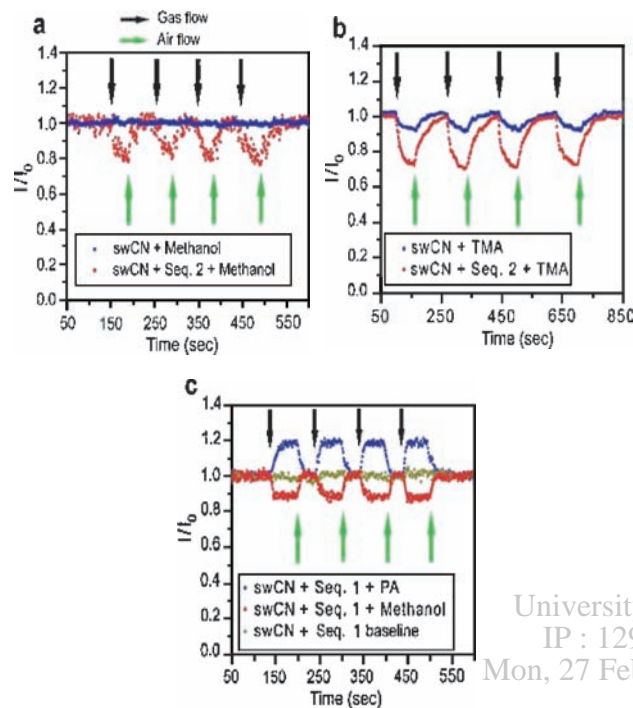 Gas flow
Air flow
a
1.4
1.2
1.0
0.8
0.6
0.4
0.2
0.0
I/I₀
swCN + Methanol
swCN + Seq. 2 + Methanol
50 150 250 350 450 550
Time (sec)
b
1.4
1.2
1.0
0.8
0.6
0.4
0.2
0.0
I/I₀
swCN + TMA
swCN + Seq. 2 + TMA
50 250 450 650 850
Time (sec)
c
1.4
1.2
1.0
0.8
0.6
0.4
0.2
0.0
I/I₀
swCN + Seq. 1 + PA
swCN + Seq. 1 + Methanol
swCN + Seq. 1 baseline
50 150 250 350 450 550
Time (sec)
Universit
IP : 129
Mon, 27 Feb